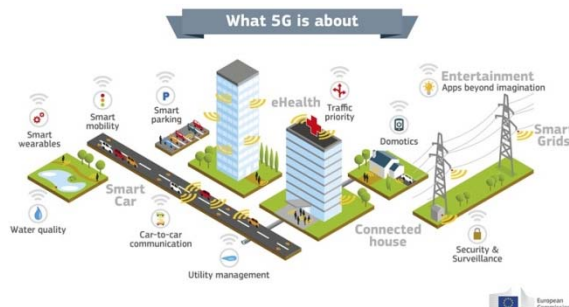 What 5G is about
Entertainment
Apps beyond imagination
eHealth
Traffic
priority
Smart
parking
Smart
mobility
Smart
wearables
Domotics
Smart
Grids
Smart
Car
Water quality
Car-to-car
communication
Utility management
Connected
house
Security &
Surveillance
P
European